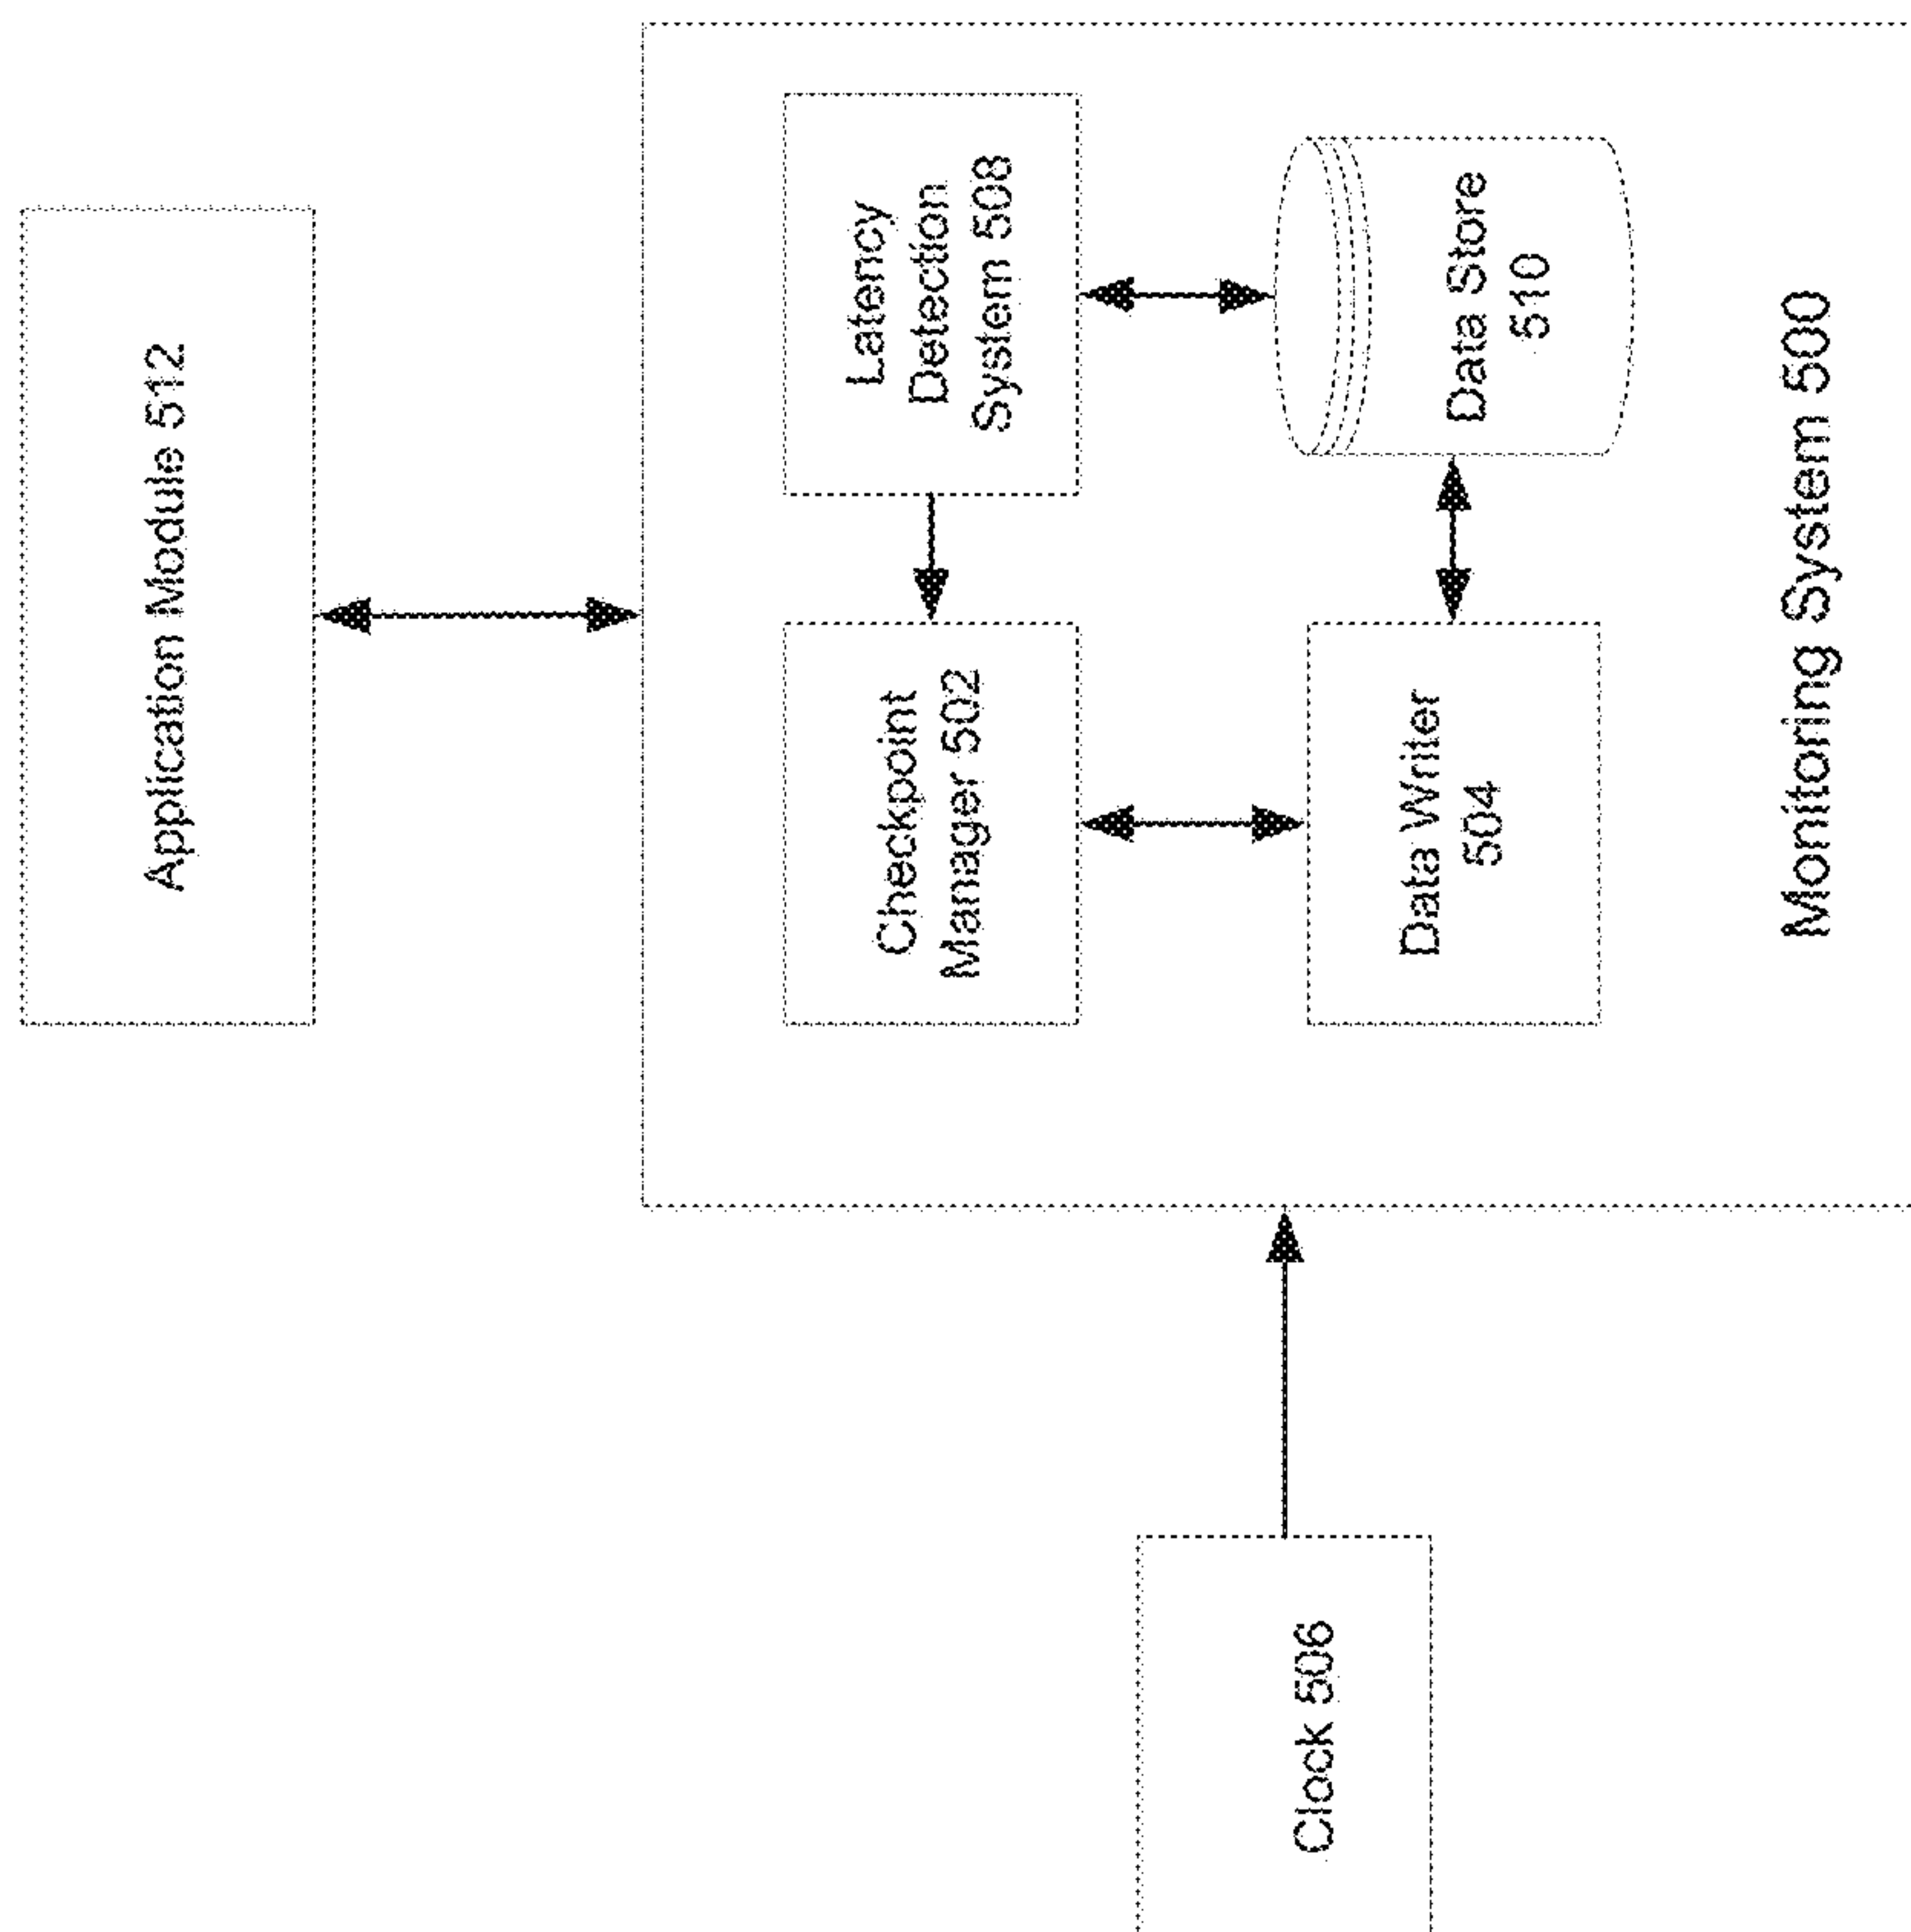 Application Module 512
Checkpoint
Manager 502
Latency
Detection
System 508
Clock 506
Data Writer
504
Data Store
510
Monitoring System 500